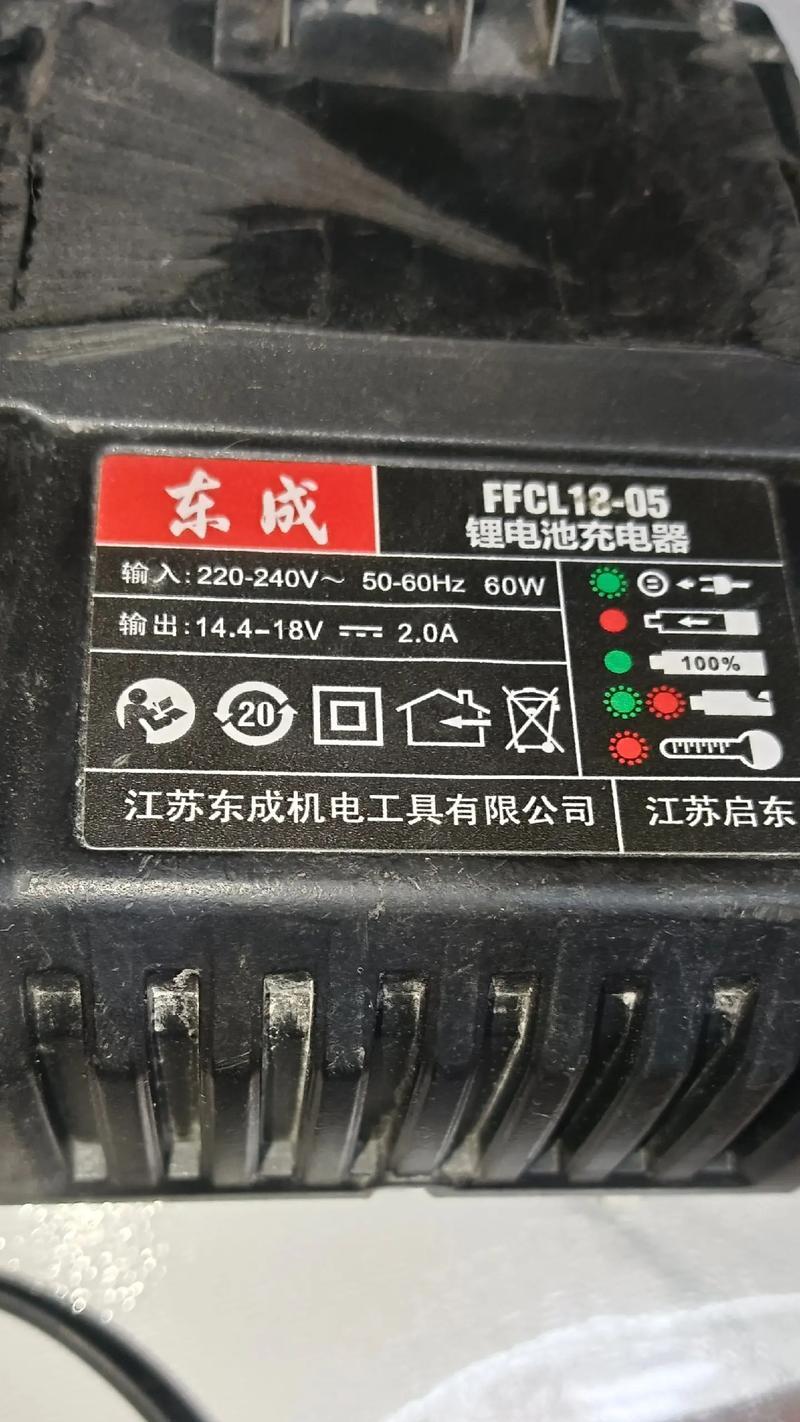 东成
FFCL18-05
锂电池充电器
输入:220-240V～ 50-60Hz 60W
输出:14.4-18V ⎓ 2.0A
100%
20
江苏东成机电工具有限公司
江苏启东